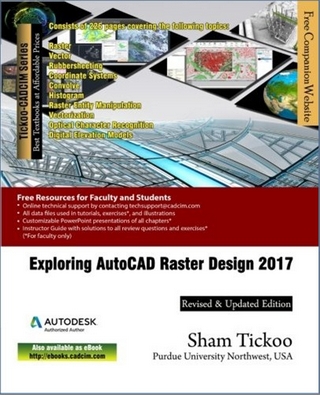 Consists of 226 pages covering the following topics:
Raster
Vector
Rubbersheeting
Coordinate Systems
Convolve
Histogram
Raster Entity Manipulation
Vectorization
Optical Character Recognition
Digital Elevation Models
Tickoo-CADCIM Series
Best Textbooks at Affordable Prices
Free Companion Website
Free Resources for Faculty and Students
• Online technical support by contacting techsupport@cadcim.com
• All data files used in tutorials, exercises*, and illustrations
• Customizable PowerPoint presentations of all chapters*
• Instructor Guide with solutions to all review questions and exercises*
(*For faculty only)
Exploring AutoCAD Raster Design 2017
Revised & Updated Edition
AUTODESK
Authorized Author
Sham Tickoo
Purdue University Northwest, USA
Also available as eBook
http://ebooks.cadcim.com